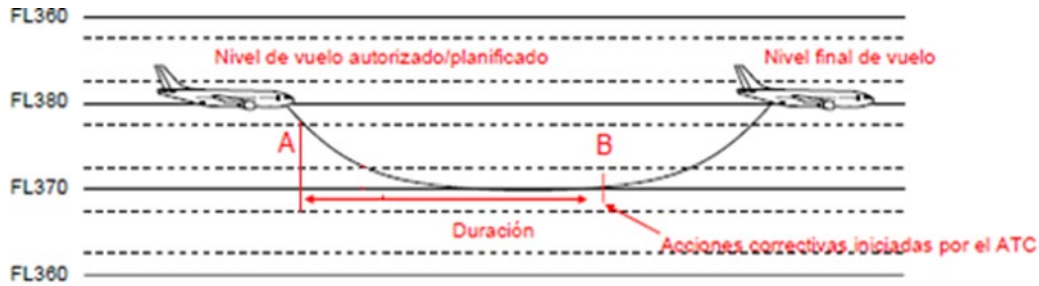 FL360
Nivel de vuelo autorizado/planificado
Nivel final de vuelo
FL380
A
B
FL370
Duración
Acciones correctivas iniciadas por el ATC
FL360